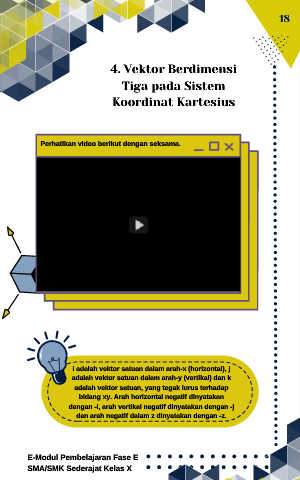 18
4. Vektor Berdimensi
Tiga pada Sistem
Koordinat Kartesius
Perhatikan video berikut dengan seksama.
i adalah vektor satuan dalam arah-x (horizontal), j
adalah vektor satuan dalam arah-y (vertikal) dan k
adalah vektor satuan, yang tegak lurus terhadap
bidang xy. Arah horizontal negatif dinyatakan
dengan -i, arah vertikal negatif dinyatakan dengan -j
dan arah negatif dalam z dinyatakan dengan -z.
E-Modul Pembelajaran Fase E
SMA/SMK Sederajat Kelas X